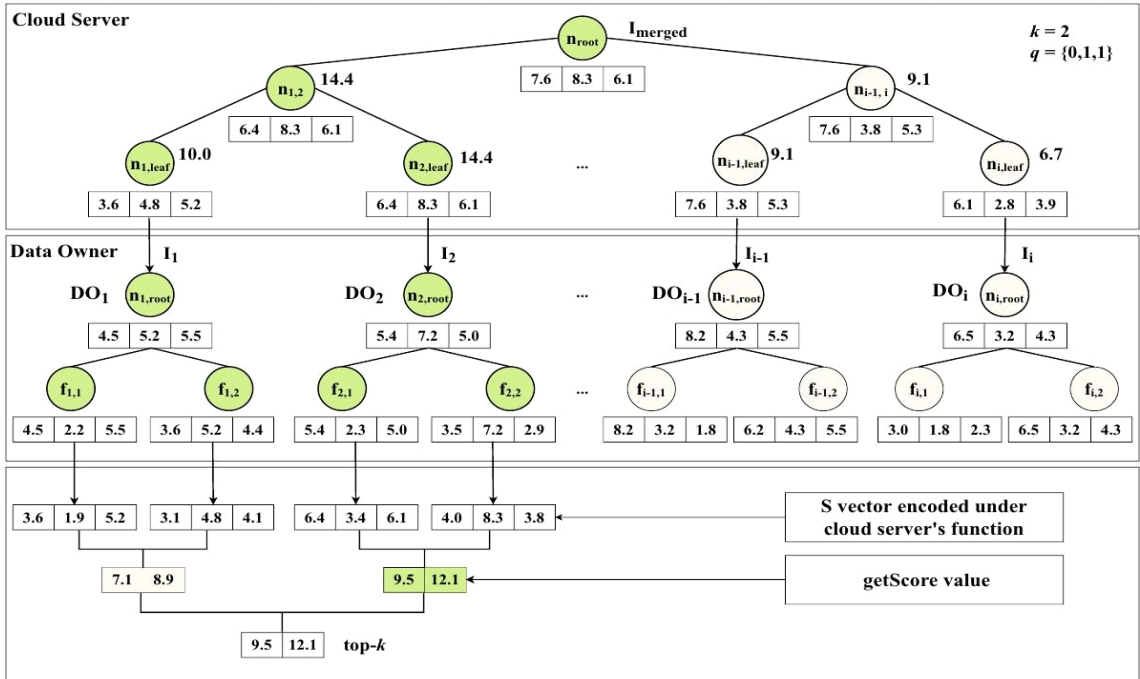 Cloud Server
n_root I_merged
k = 2
q = {0,1,1}
7.6 8.3 6.1
n_1,2 14.4
n_i-1, i 9.1
6.4 8.3 6.1
7.6 3.8 5.3
n_1,leaf 10.0
n_2,leaf 14.4
...
n_i-1,leaf 9.1
n_i,leaf 6.7
3.6 4.8 5.2
6.4 8.3 6.1
7.6 3.8 5.3
6.1 2.8 3.9
Data Owner
I_1
I_2
I_i-1
I_i
DO_1 n_1,root
DO_2 n_2,root
...
DO_i-1 n_i-1,root
DO_i n_i,root
4.5 5.2 5.5
5.4 7.2 5.0
8.2 4.3 5.5
6.5 3.2 4.3
f_1,1
f_1,2
f_2,1
f_2,2
...
f_i-1,1
f_i-1,2
f_i,1
f_i,2
4.5 2.2 5.5
3.6 5.2 4.4
5.4 2.3 5.0
3.5 7.2 2.9
8.2 3.2 1.8
6.2 4.3 5.5
3.0 1.8 2.3
6.5 3.2 4.3
3.6 1.9 5.2
3.1 4.8 4.1
6.4 3.4 6.1
4.0 8.3 3.8
S vector encoded under
cloud server's function
7.1 8.9
9.5 12.1
getScore value
9.5 12.1
top-k